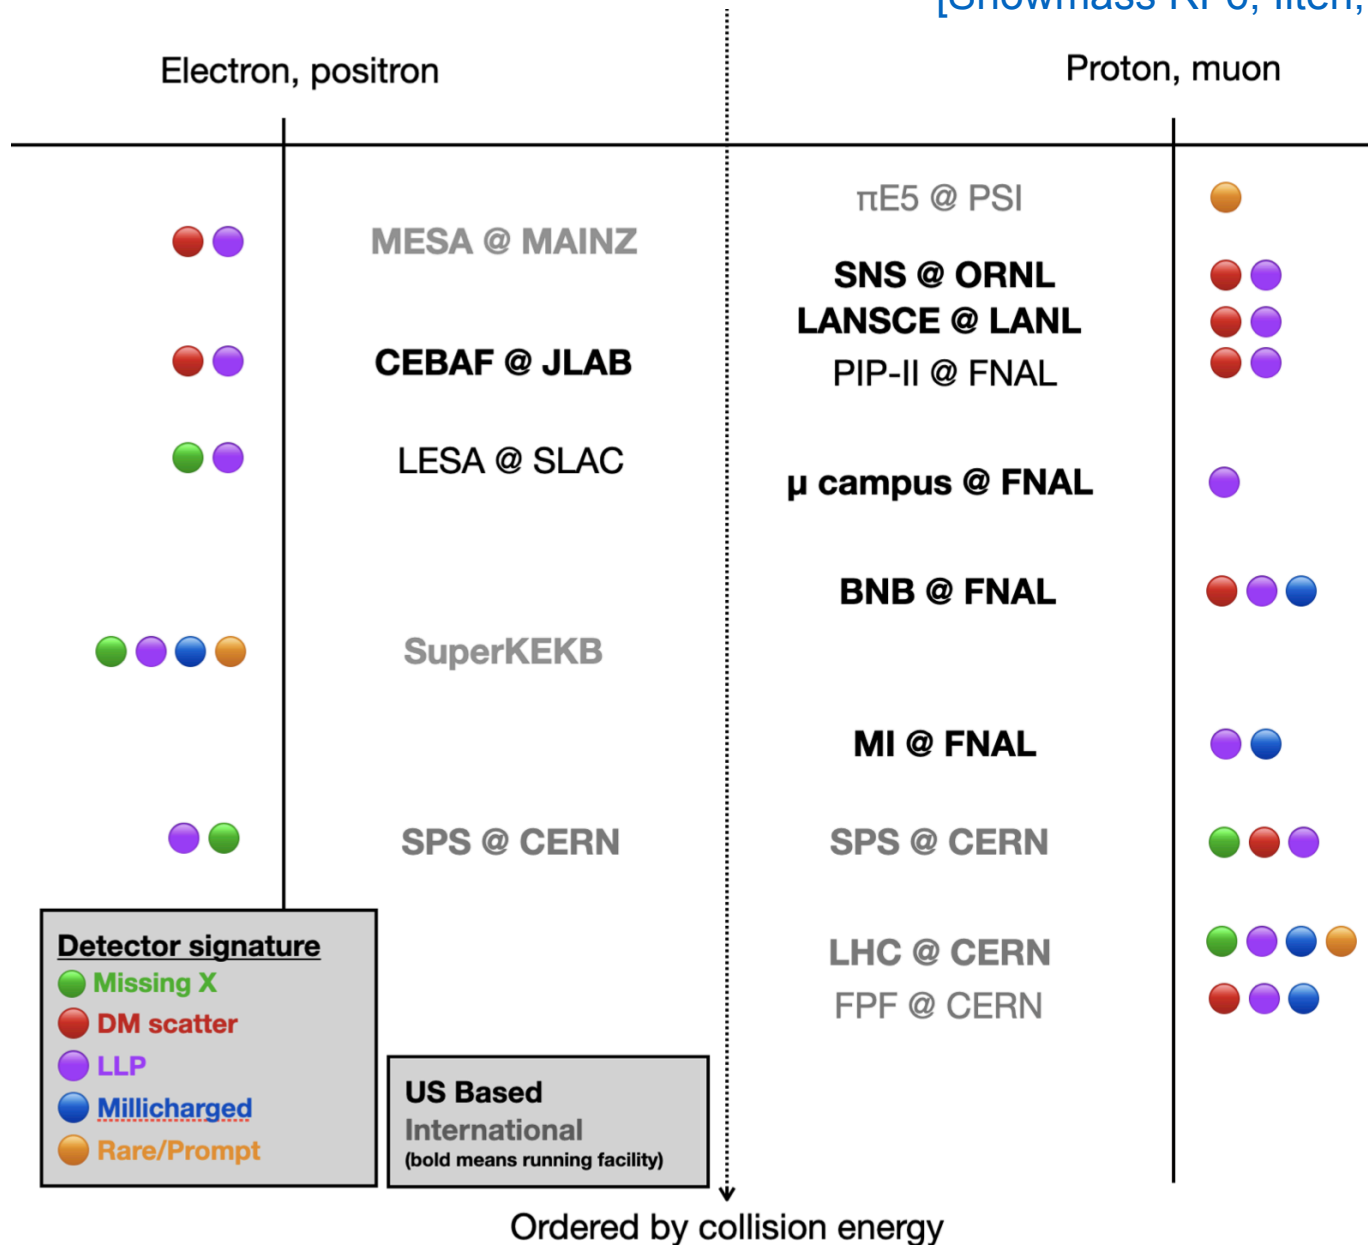 Electron, positron
Proton, muon
πE5 @ PSI
MESA @ MAINZ
SNS @ ORNL
LANSCE @ LANL
CEBAF @ JLAB
PIP-II @ FNAL
LESA @ SLAC
µ campus @ FNAL
BNB @ FNAL
SuperKEKB
MI @ FNAL
SPS @ CERN
SPS @ CERN
LHC @ CERN
FPF @ CERN
Detector signature
Missing X
DM scatter
LLP
Millicharged
Rare/Prompt
US Based
International
(bold means running facility)
Ordered by collision energy